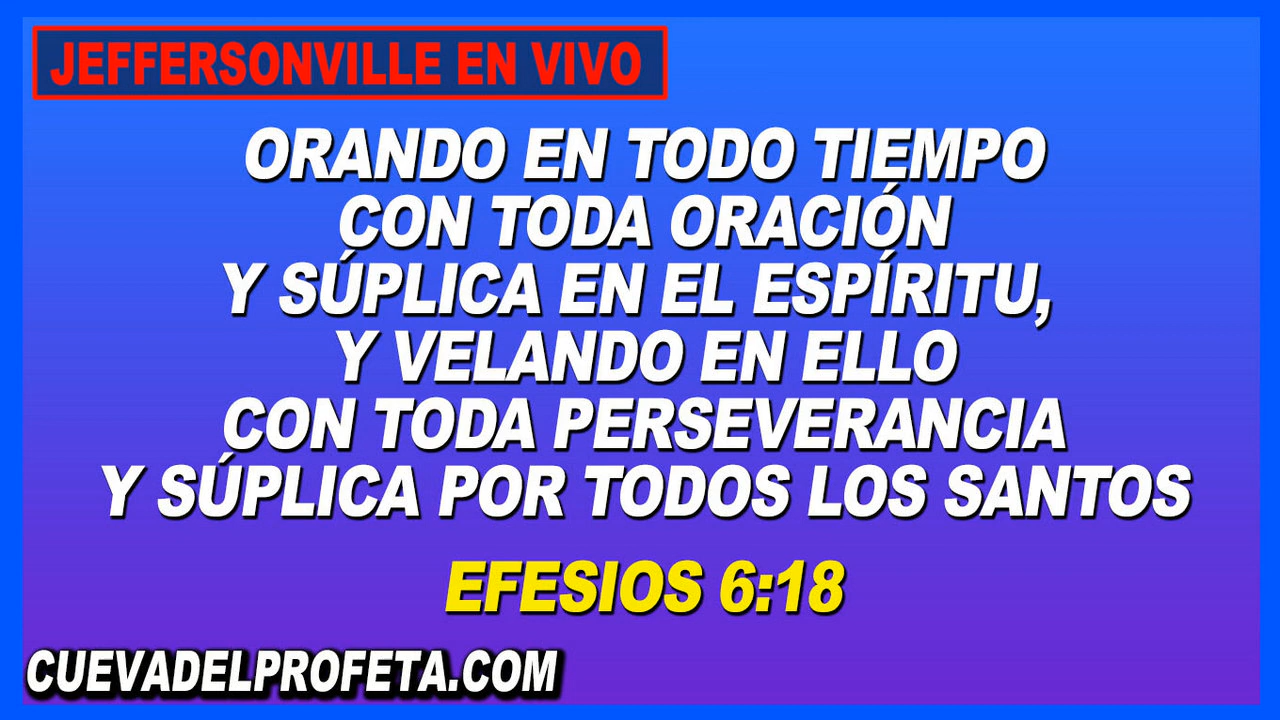 JEFFERSONVILLE EN VIVO
ORANDO EN TODO TIEMPO
CON TODA ORACIÓN
Y SÚPLICA EN EL ESPÍRITU,
Y VELANDO EN ELLO
CON TODA PERSEVERANCIA
Y SÚPLICA POR TODOS LOS SANTOS
EFESIOS 6:18
CUEVADELPROFETA.COM